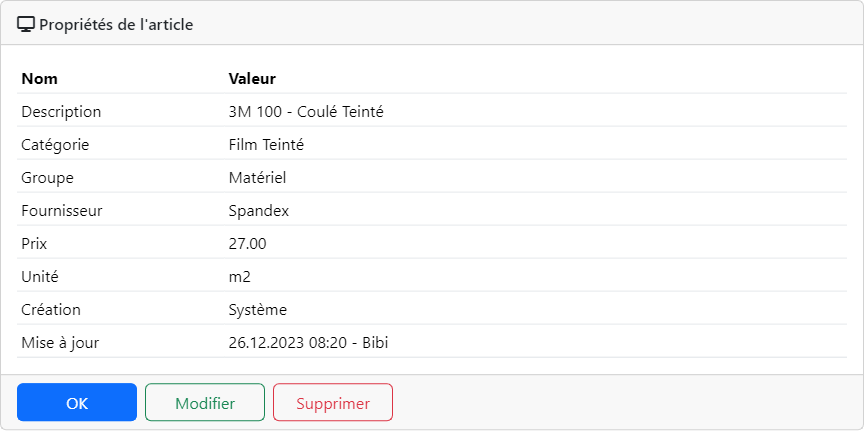 Propriétés de l'article
Nom Valeur
Description 3M 100 - Coulé Teinté
Catégorie Film Teinté
Groupe Matériel
Fournisseur Spandex
Prix 27.00
Unité m2
Création Système
Mise à jour 26.12.2023 08:20 - Bibi
OK Modifier Supprimer